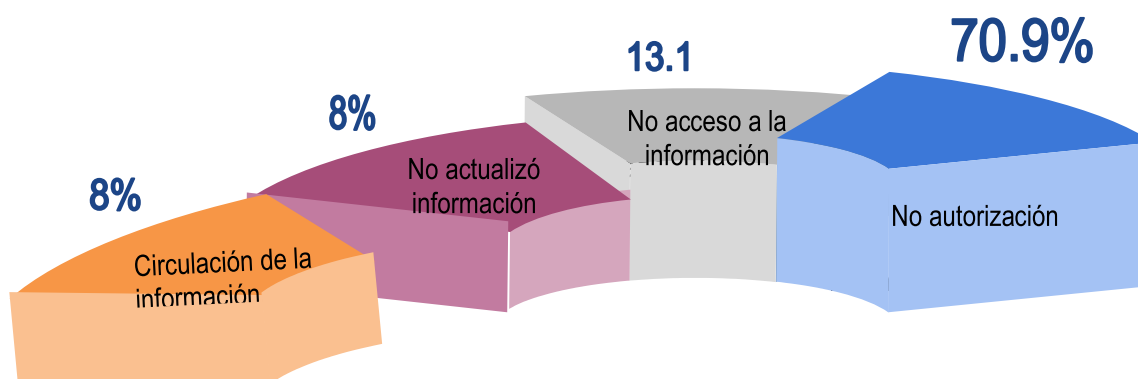 70.9%
13.1
8%
8%
No acceso a la
información
No actualizó
información
No autorización
Circulación de la
información